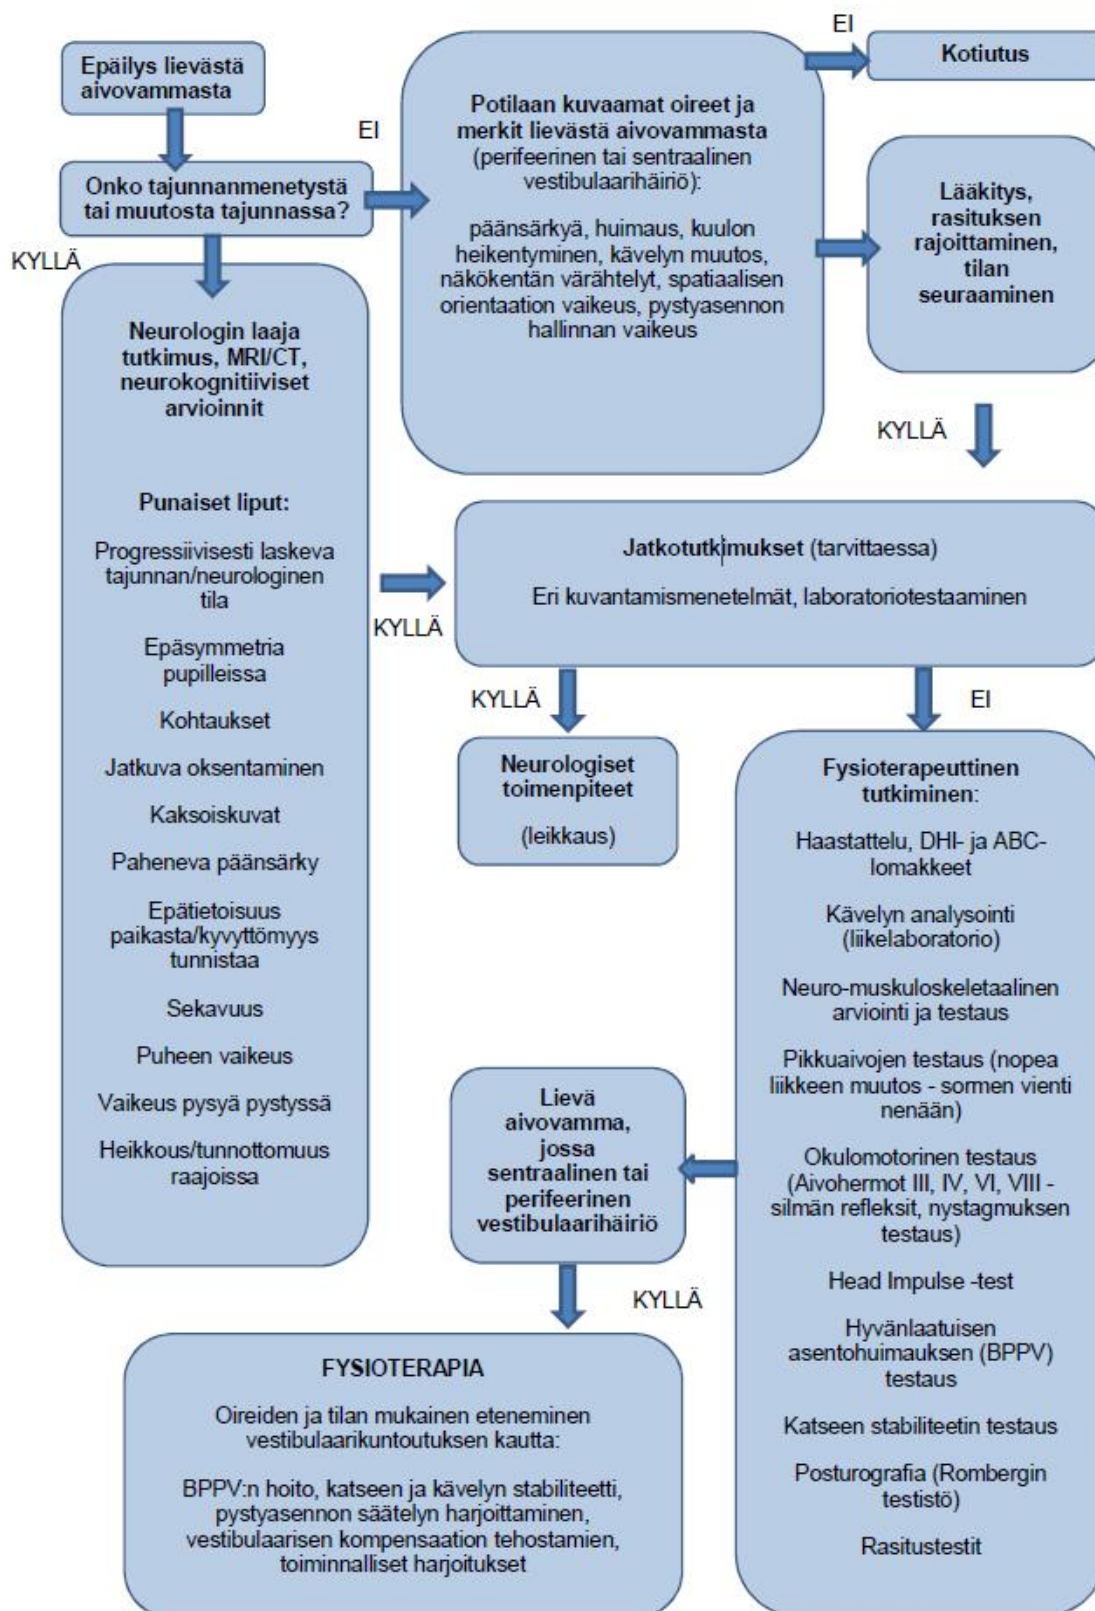 Epäilys lievästä
aivovammasta
Onko tajunnanmenetystä
tai muutosta tajunnassa?
EI
KYLLÄ
Potilaan kuvaamat oireet ja
merkit lievästä aivovammasta
(perifeerinen tai sentraalinen
vestibulaarihäiriö):
päänsärkyä, huimaus, kuulon
heikentyminen, kävelyn muutos,
näkökentän värähtelyt, spatiaalisen
orientaation vaikeus, pystyasennon
hallinnan vaikeus
EI
Kotiutus
Lääkitys,
rasituksen
rajoittaminen,
tilan
seuraaminen
KYLLÄ
Neurologin laaja
tutkimus, MRI/CT,
neurokognitiiviset
arvioinnit
Punaiset liput:
Progressiivisesti laskeva
tajunnan/neurologinen
tila
Epäsymmetria
pupilleissa
Kohtaukset
Jatkuva oksentaminen
Kaksoiskuvat
Paheneva päänsärky
Epätietoisuus
paikasta/kyvyttömyys
tunnistaa
Sekavuus
Puheen vaikeus
Vaikeus pysyä pystyssä
Heikkous/tunnottomuus
raajoissa
KYLLÄ
Jatkotutkimukset (tarvittaessa)
Eri kuvantamismenetelmät, laboratoriotestaaminen
KYLLÄ
EI
Neurologiset
toimenpiteet
(leikkaus)
Fysioterapeuttinen
tutkiminen:
Haastattelu, DHI- ja ABC-
lomakkeet
Kävelyn analysointi
(liikelaboratorio)
Neuro-muskuloskeletaalinen
arviointi ja testaus
Pikkuaivojen testaus (nopea
liikkeen muutos - sormen vienti
nenään)
Okulomotorinen testaus
(Aivohermot III, IV, VI, VIII -
silmän refleksit, nystagmuksen
testaus)
Head Impulse -test
Hyvänlaatuisen
asentohuimauksen (BPPV)
testaus
Katseen stabiliteetin testaus
Posturografia (Rombergin
testistö)
Rasitustestit
Lievä
aivovamma,
jossa
sentraalinen tai
perifeerinen
vestibulaarihäiriö
KYLLÄ
FYSIOTERAPIA
Oireiden ja tilan mukainen eteneminen
vestibulaarikuntoutuksen kautta:
BPPV:n hoito, katseen ja kävelyn stabiliteetti,
pystyasennon säätelyn harjoittaminen,
vestibulaarisen kompensaation tehostamien,
toiminnalliset harjoitukset